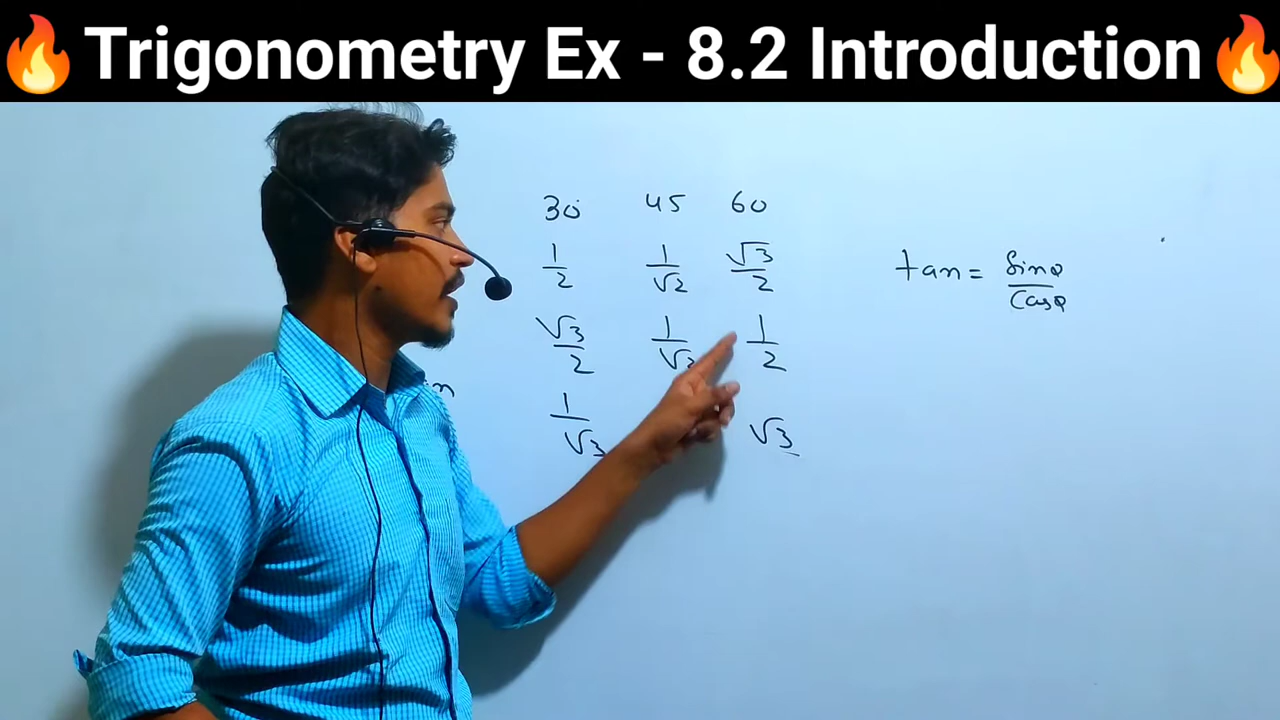 🔥Trigonometry Ex - 8.2 Introduction🔥
30 45 60
1/2 1/√2 √3/2
√3/2 1/√2 1/2
1/√3 √3
tan = Sinθ/Cosθ